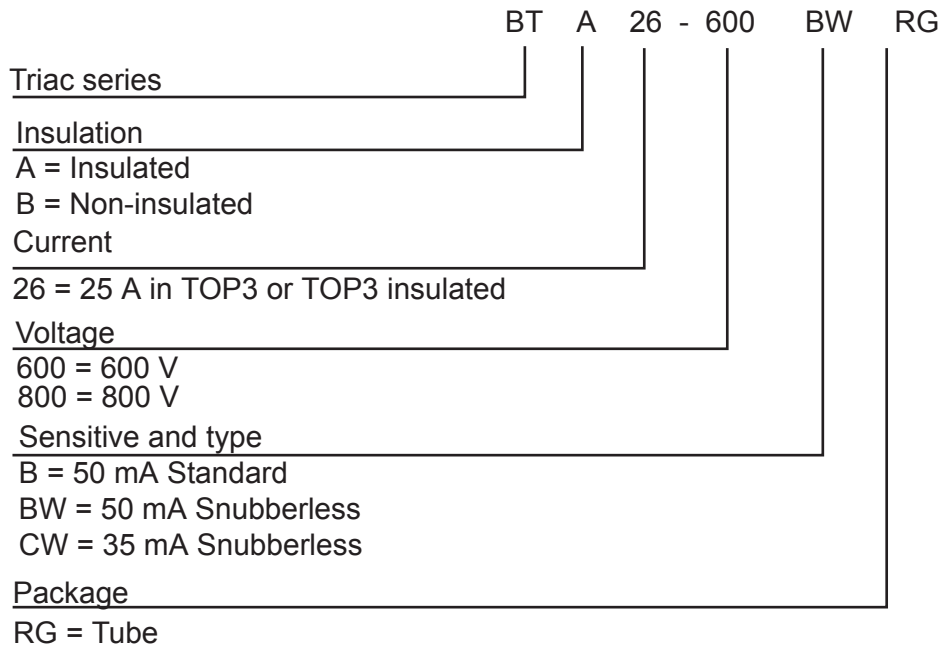 BT A 26 - 600 BW RG
Triac series
Insulation
A = Insulated
B = Non-insulated
Current
26 = 25 A in TOP3 or TOP3 insulated
Voltage
600 = 600 V
800 = 800 V
Sensitive and type
B = 50 mA Standard
BW = 50 mA Snubberless
CW = 35 mA Snubberless
Package
RG = Tube